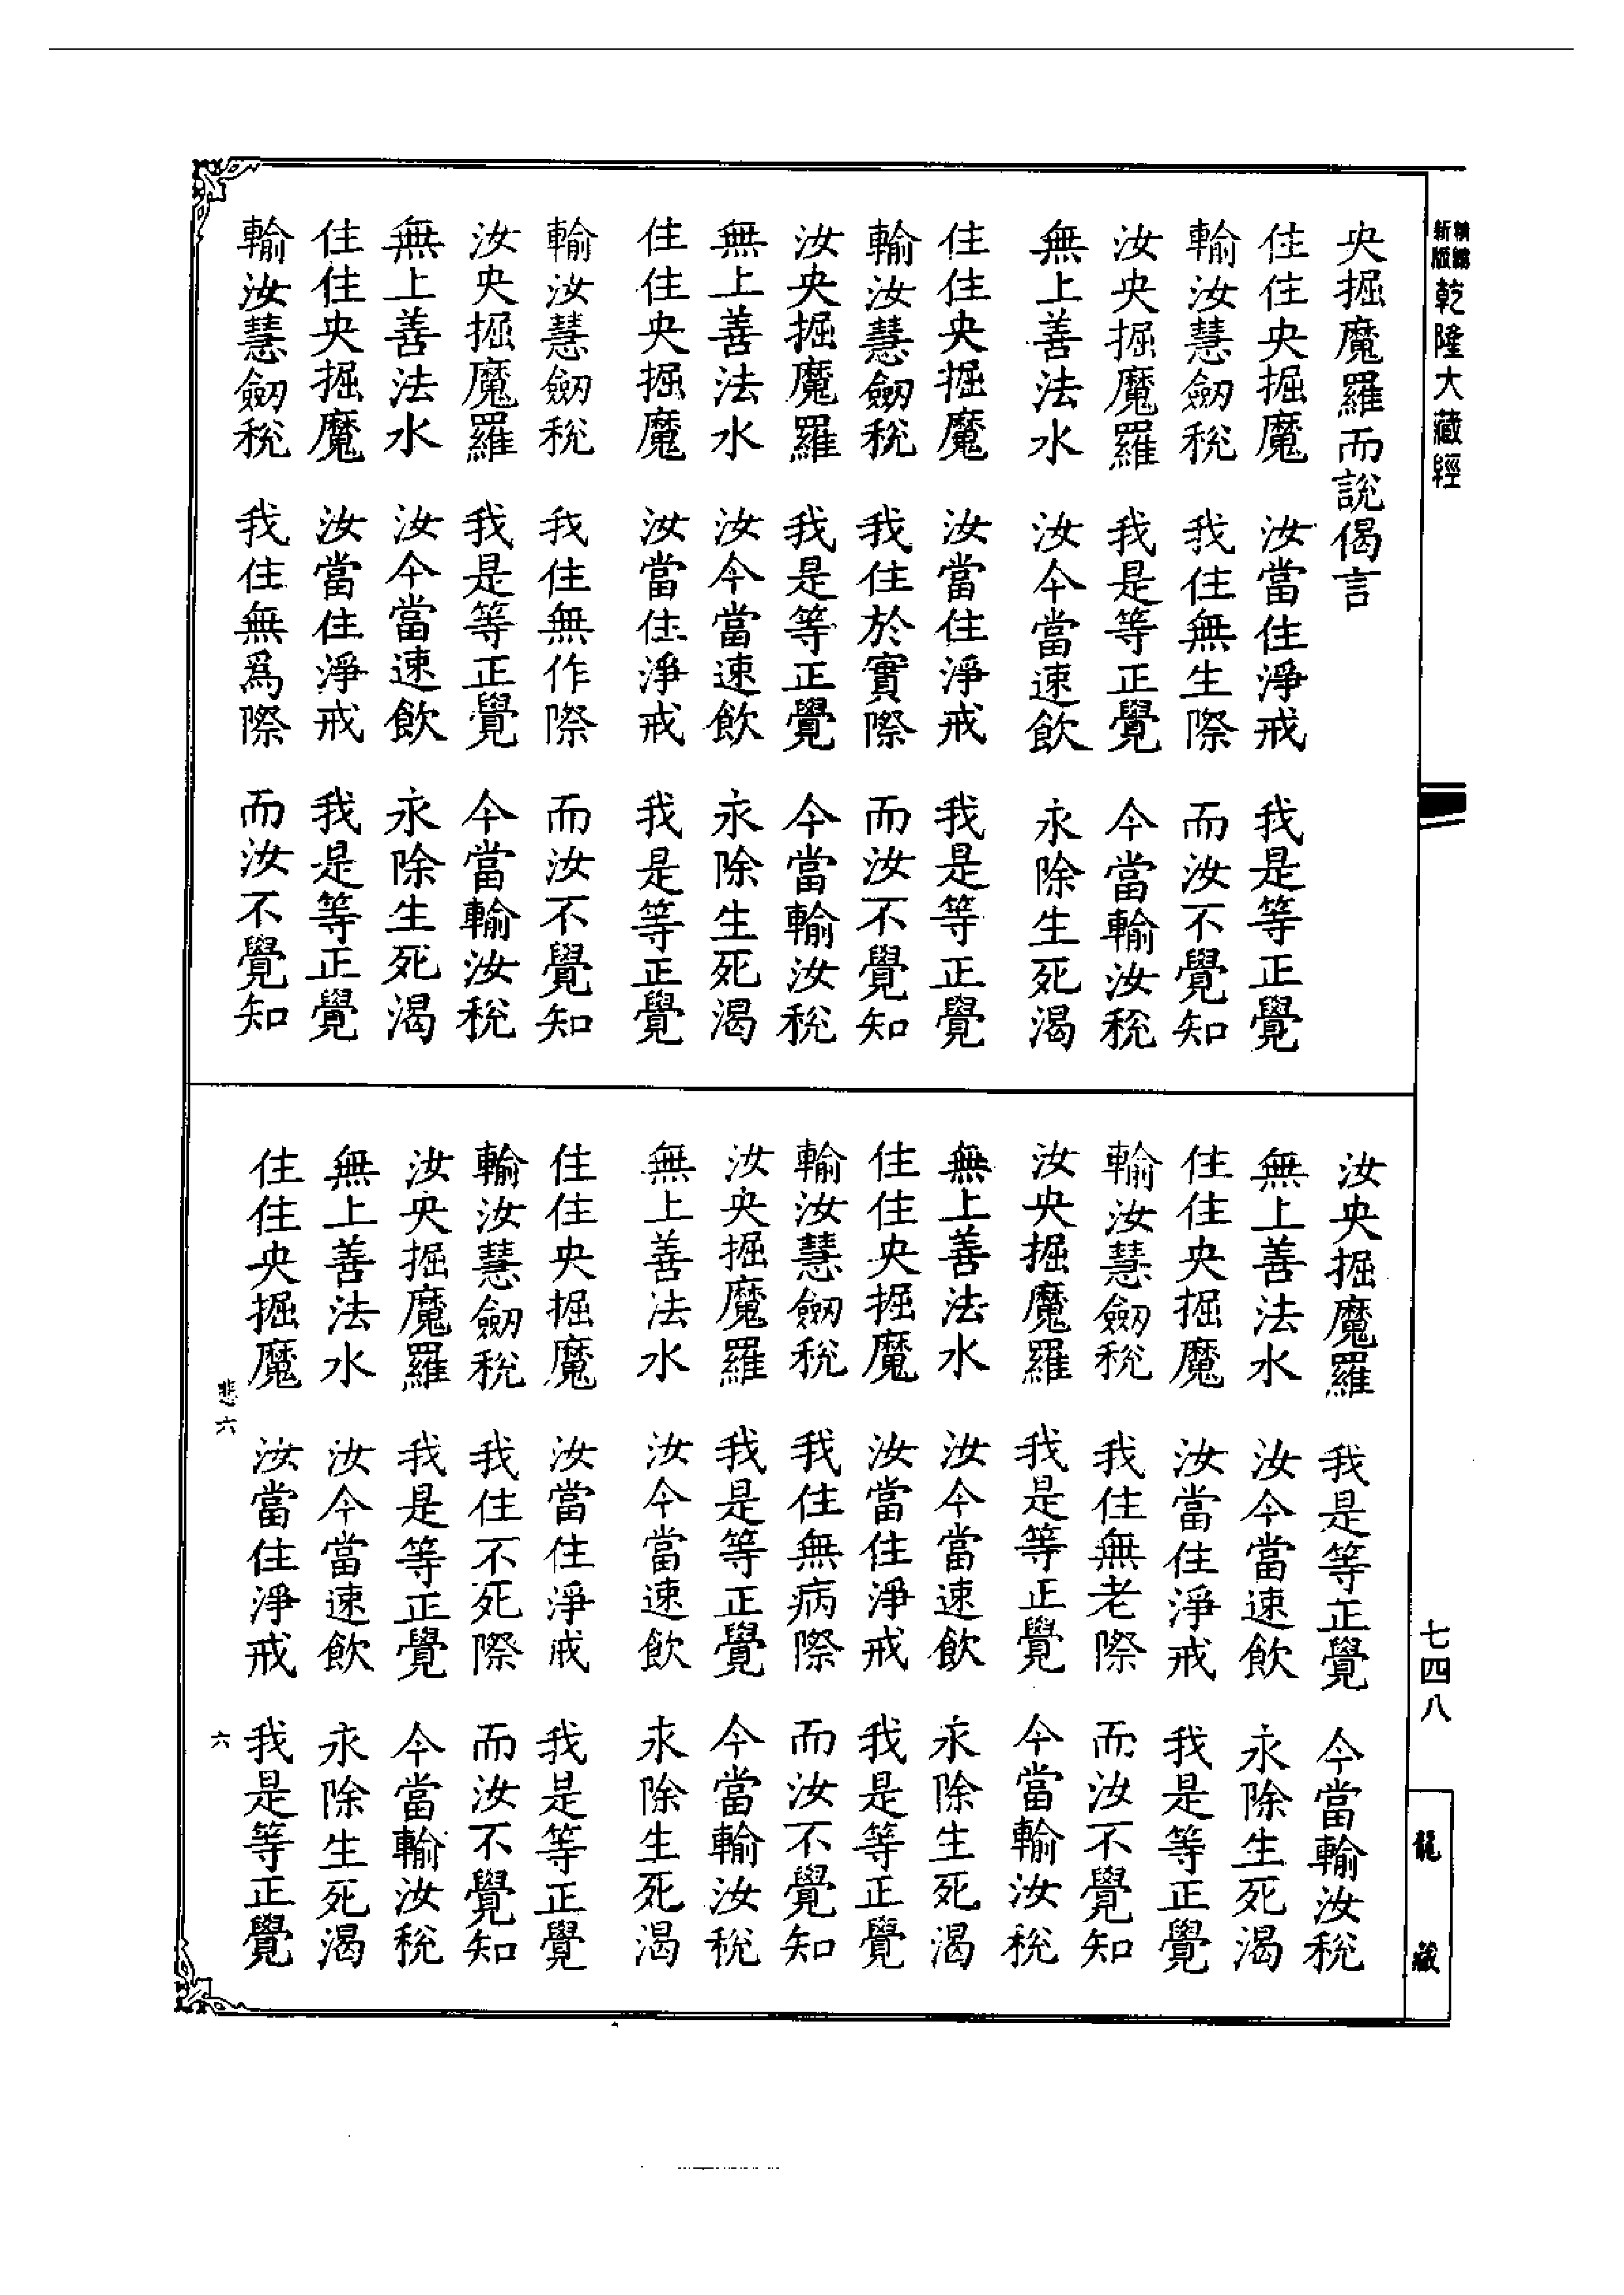 新版精編乾隆大藏經
央掘魔羅而說偈言
住住央掘魔　汝當住淨戒　我是等正覺
輸汝慧劒稅　我住無生際　而汝不覺知
汝央掘魔羅　我是等正覺　今當輸汝稅
無上善法水　汝今當速飲　永除生死渴
住住央掘魔　汝當住淨戒　我是等正覺
輸汝慧劒稅　我住於實際　而汝不覺知
汝央掘魔羅　我是等正覺　今當輸汝稅
無上善法水　汝今當速飲　永除生死渴
住住央掘魔　汝當住淨戒　我是等正覺
輸汝慧劒稅　我住無作際　而汝不覺知
汝央掘魔羅　我是等正覺　今當輸汝稅
無上善法水　汝今當速飲　永除生死渴
住住央掘魔　汝當住淨戒　我是等正覺
輸汝慧劒稅　我住無爲際　而汝不覺知
汝央掘魔羅　我是等正覺　今當輸汝稅
無上善法水　汝今當速飲　永除生死渴
住住央掘魔　汝當住淨戒　我是等正覺
輸汝慧劒稅　我住無老際　而汝不覺知
汝央掘魔羅　我是等正覺　今當輸汝稅
無上善法水　汝今當速飲　永除生死渴
住住央掘魔　汝當住淨戒　我是等正覺
輸汝慧劒稅　我住無病際　而汝不覺知
汝央掘魔羅　我是等正覺　今當輸汝稅
無上善法水　汝今當速飲　永除生死渴
住住央掘魔　汝當住淨戒　我是等正覺
輸汝慧劒稅　我住不死際　而汝不覺知
汝央掘魔羅　我是等正覺　今當輸汝稅
無上善法水　汝今當速飲　永除生死渴
住住央掘魔　汝當住淨戒　我是等正覺
悲六　六
七四八
龍藏